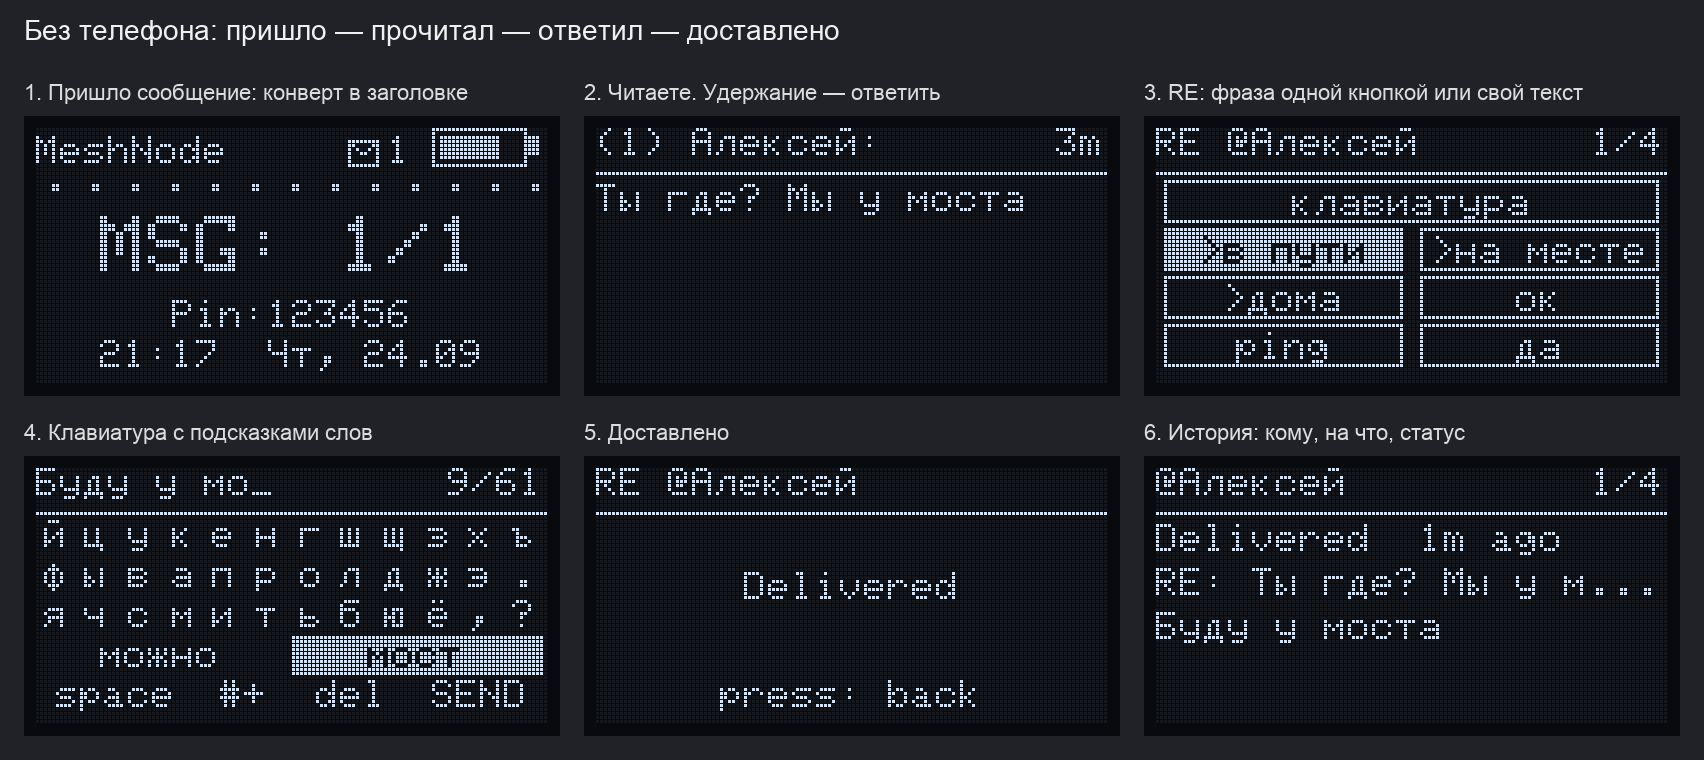 Без телефона: пришло — прочитал — ответил — доставлено
1. Пришло сообщение: конверт в заголовке
MeshNode 1
MSG: 1/1
Pin:123456
21:17 Чт, 24.09
2. Читаете. Удержание — ответить
(1) Алексей: 3m
Ты где? Мы у моста
3. RE: фраза одной кнопкой или свой текст
RE @Алексей 1/4
клавиатура
>в пути >на месте
>дома ок
ping да
4. Клавиатура с подсказками слов
Буду у мо_ 9/61
й ц у к е н г ш щ з х ъ
ф ы в а п р о л д ж э .
я ч с м и т ь б ю ё , ?
можно мост
space #+ del SEND
5. Доставлено
RE @Алексей
Delivered
press: back
6. История: кому, на что, статус
@Алексей 1/4
Delivered 1m ago
RE: Ты где? Мы у м...
Буду у моста